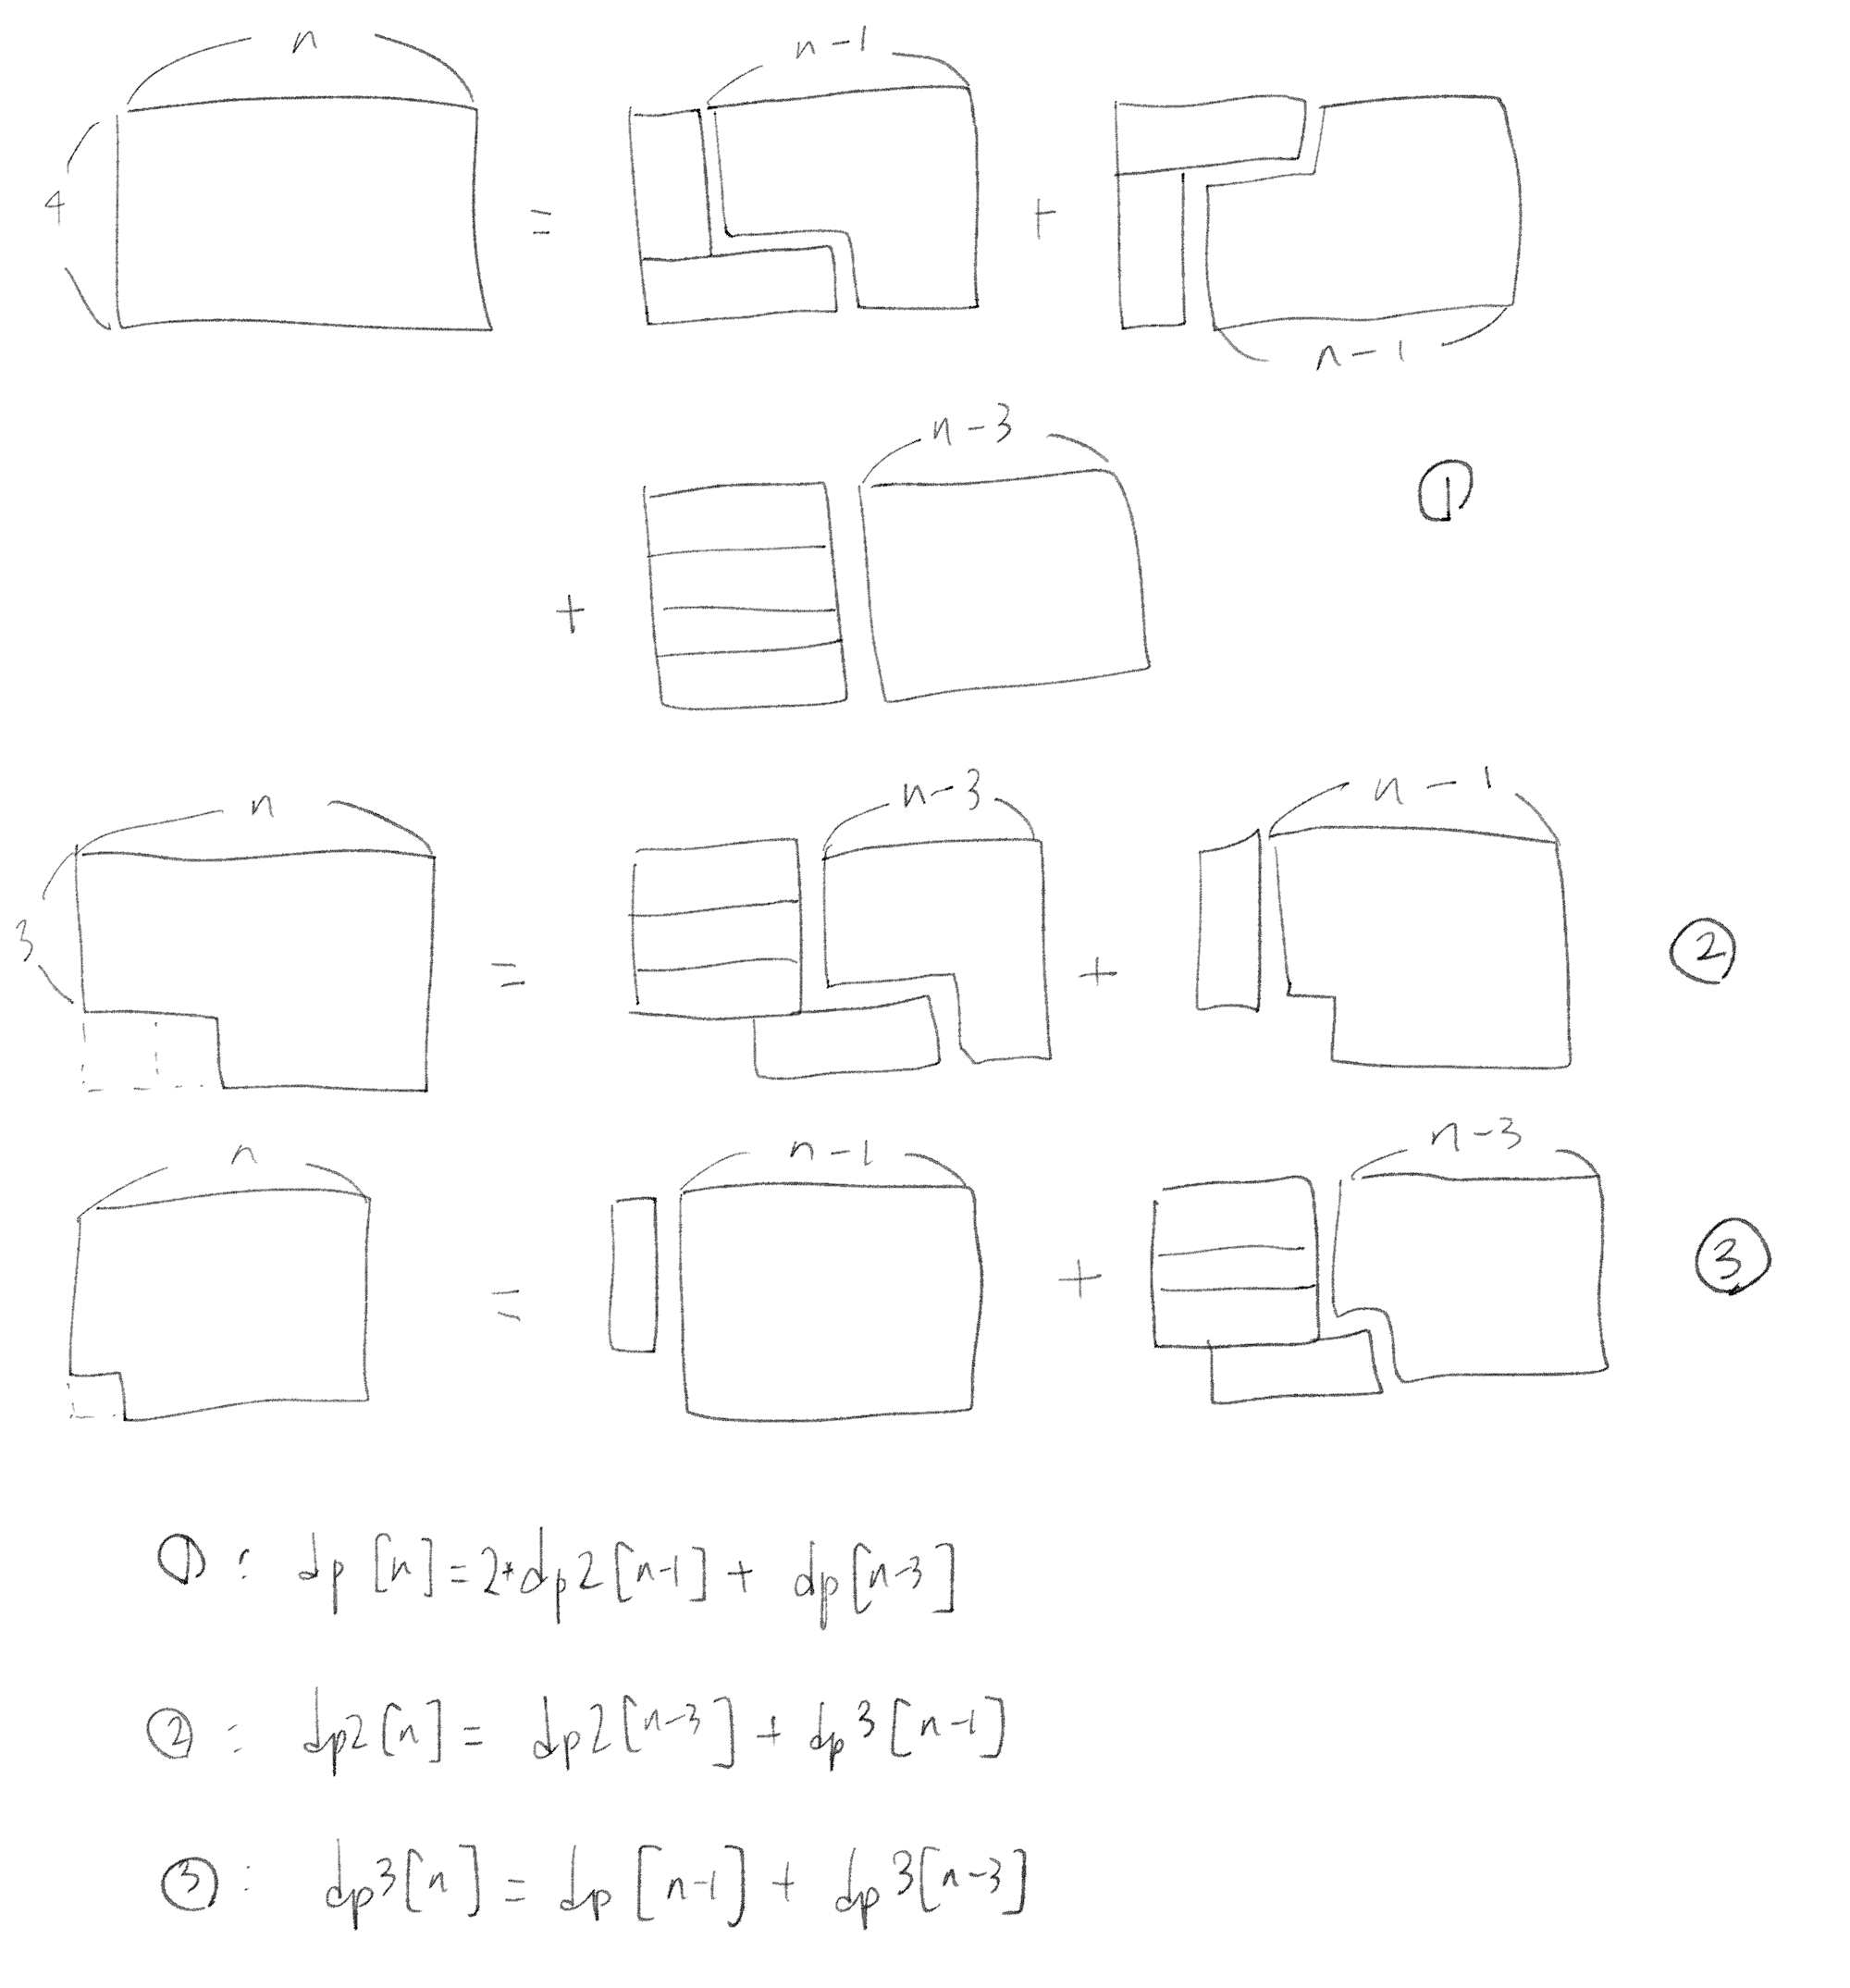 n
n-1
4
=
+
n-1
n-3
+
①
n
n-3
n-1
3
=
+
②
n
n-1
n-3
=
+
③
①: dp[n]=2*dp2[n-1]+dp[n-3]
②: dp2[n]=dp2[n-3]+dp3[n-1]
③: dp3[n]=dp[n-1]+dp3[n-3]